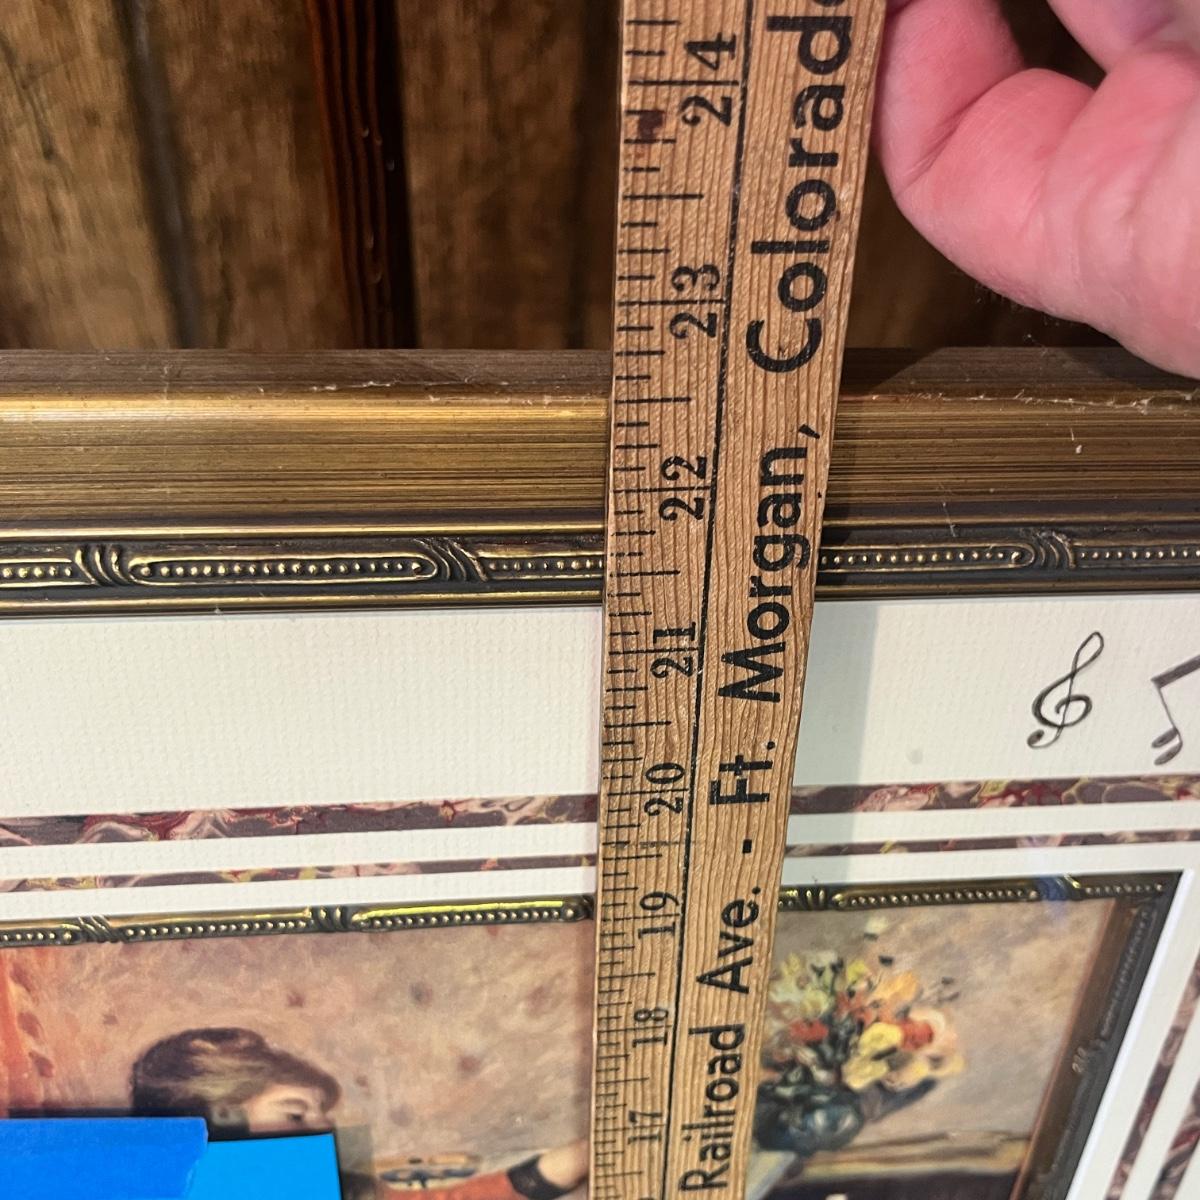 17 18 19 20 21 22 23 24
Railroad Ave. - Ft. Morgan, Colorado